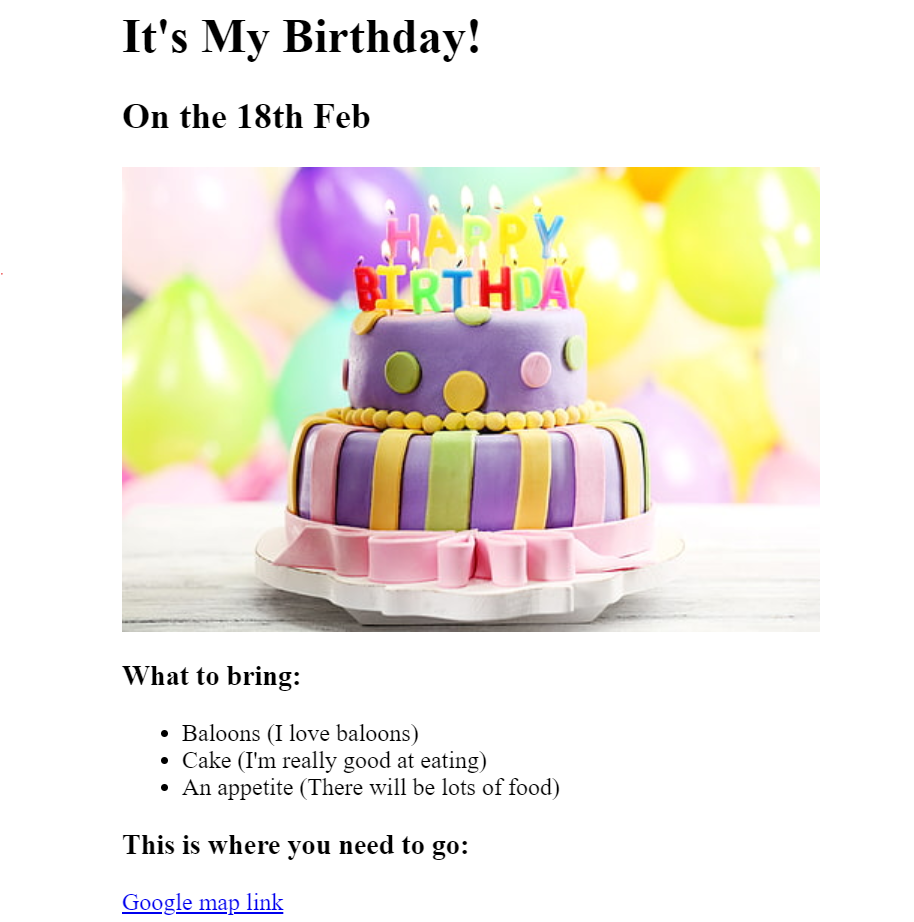 It's My Birthday!
On the 18th Feb
HAPPY
BIRTHDAY
What to bring:
Baloons (I love baloons)
Cake (I'm really good at eating)
An appetite (There will be lots of food)
This is where you need to go:
Google map link